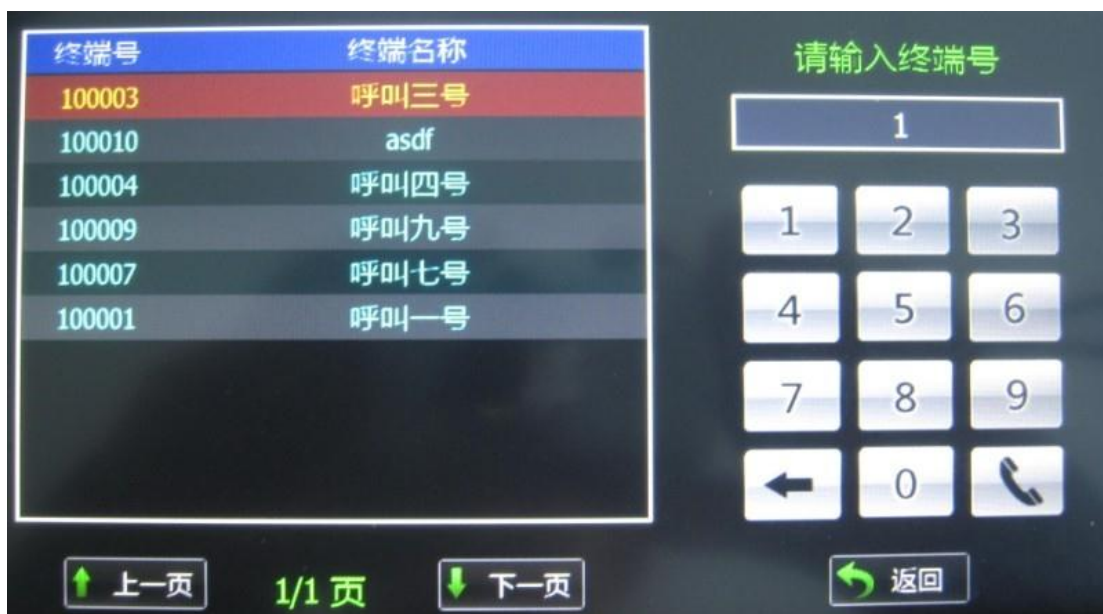 终端号 终端名称
100003 呼叫三号
100010 asdf
100004 呼叫四号
100009 呼叫九号
100007 呼叫七号
100001 呼叫一号
上一页 1/1 页 下一页
请输入终端号
1
1 2 3
4 5 6
7 8 9
0
返回